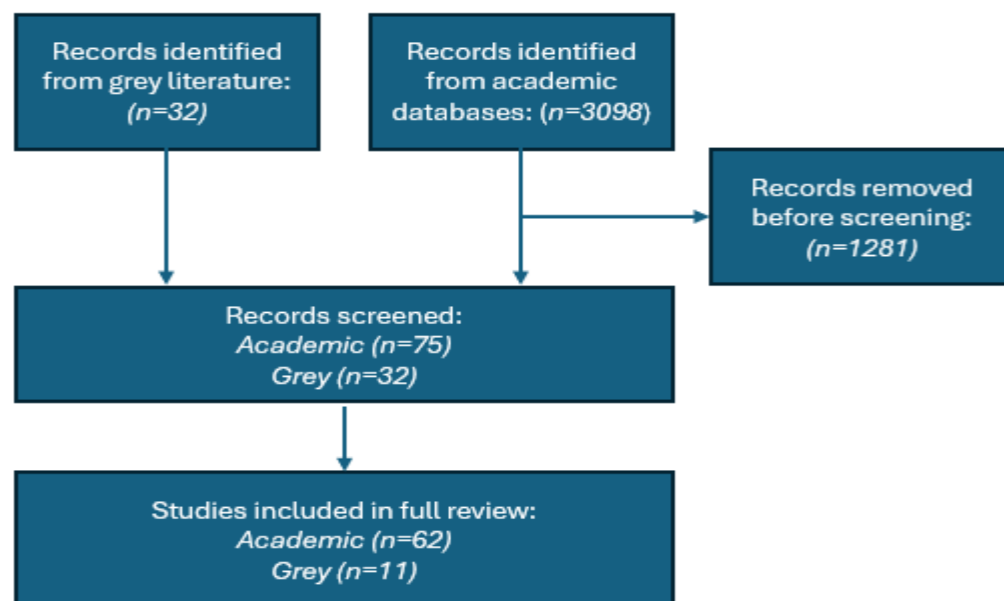 Records identified
from grey literature:
(n=32)
Records identified
from academic
databases: (n=3098)
Records removed
before screening:
(n=1281)
Records screened:
Academic (n=75)
Grey (n=32)
Studies included in full review:
Academic (n=62)
Grey (n=11)